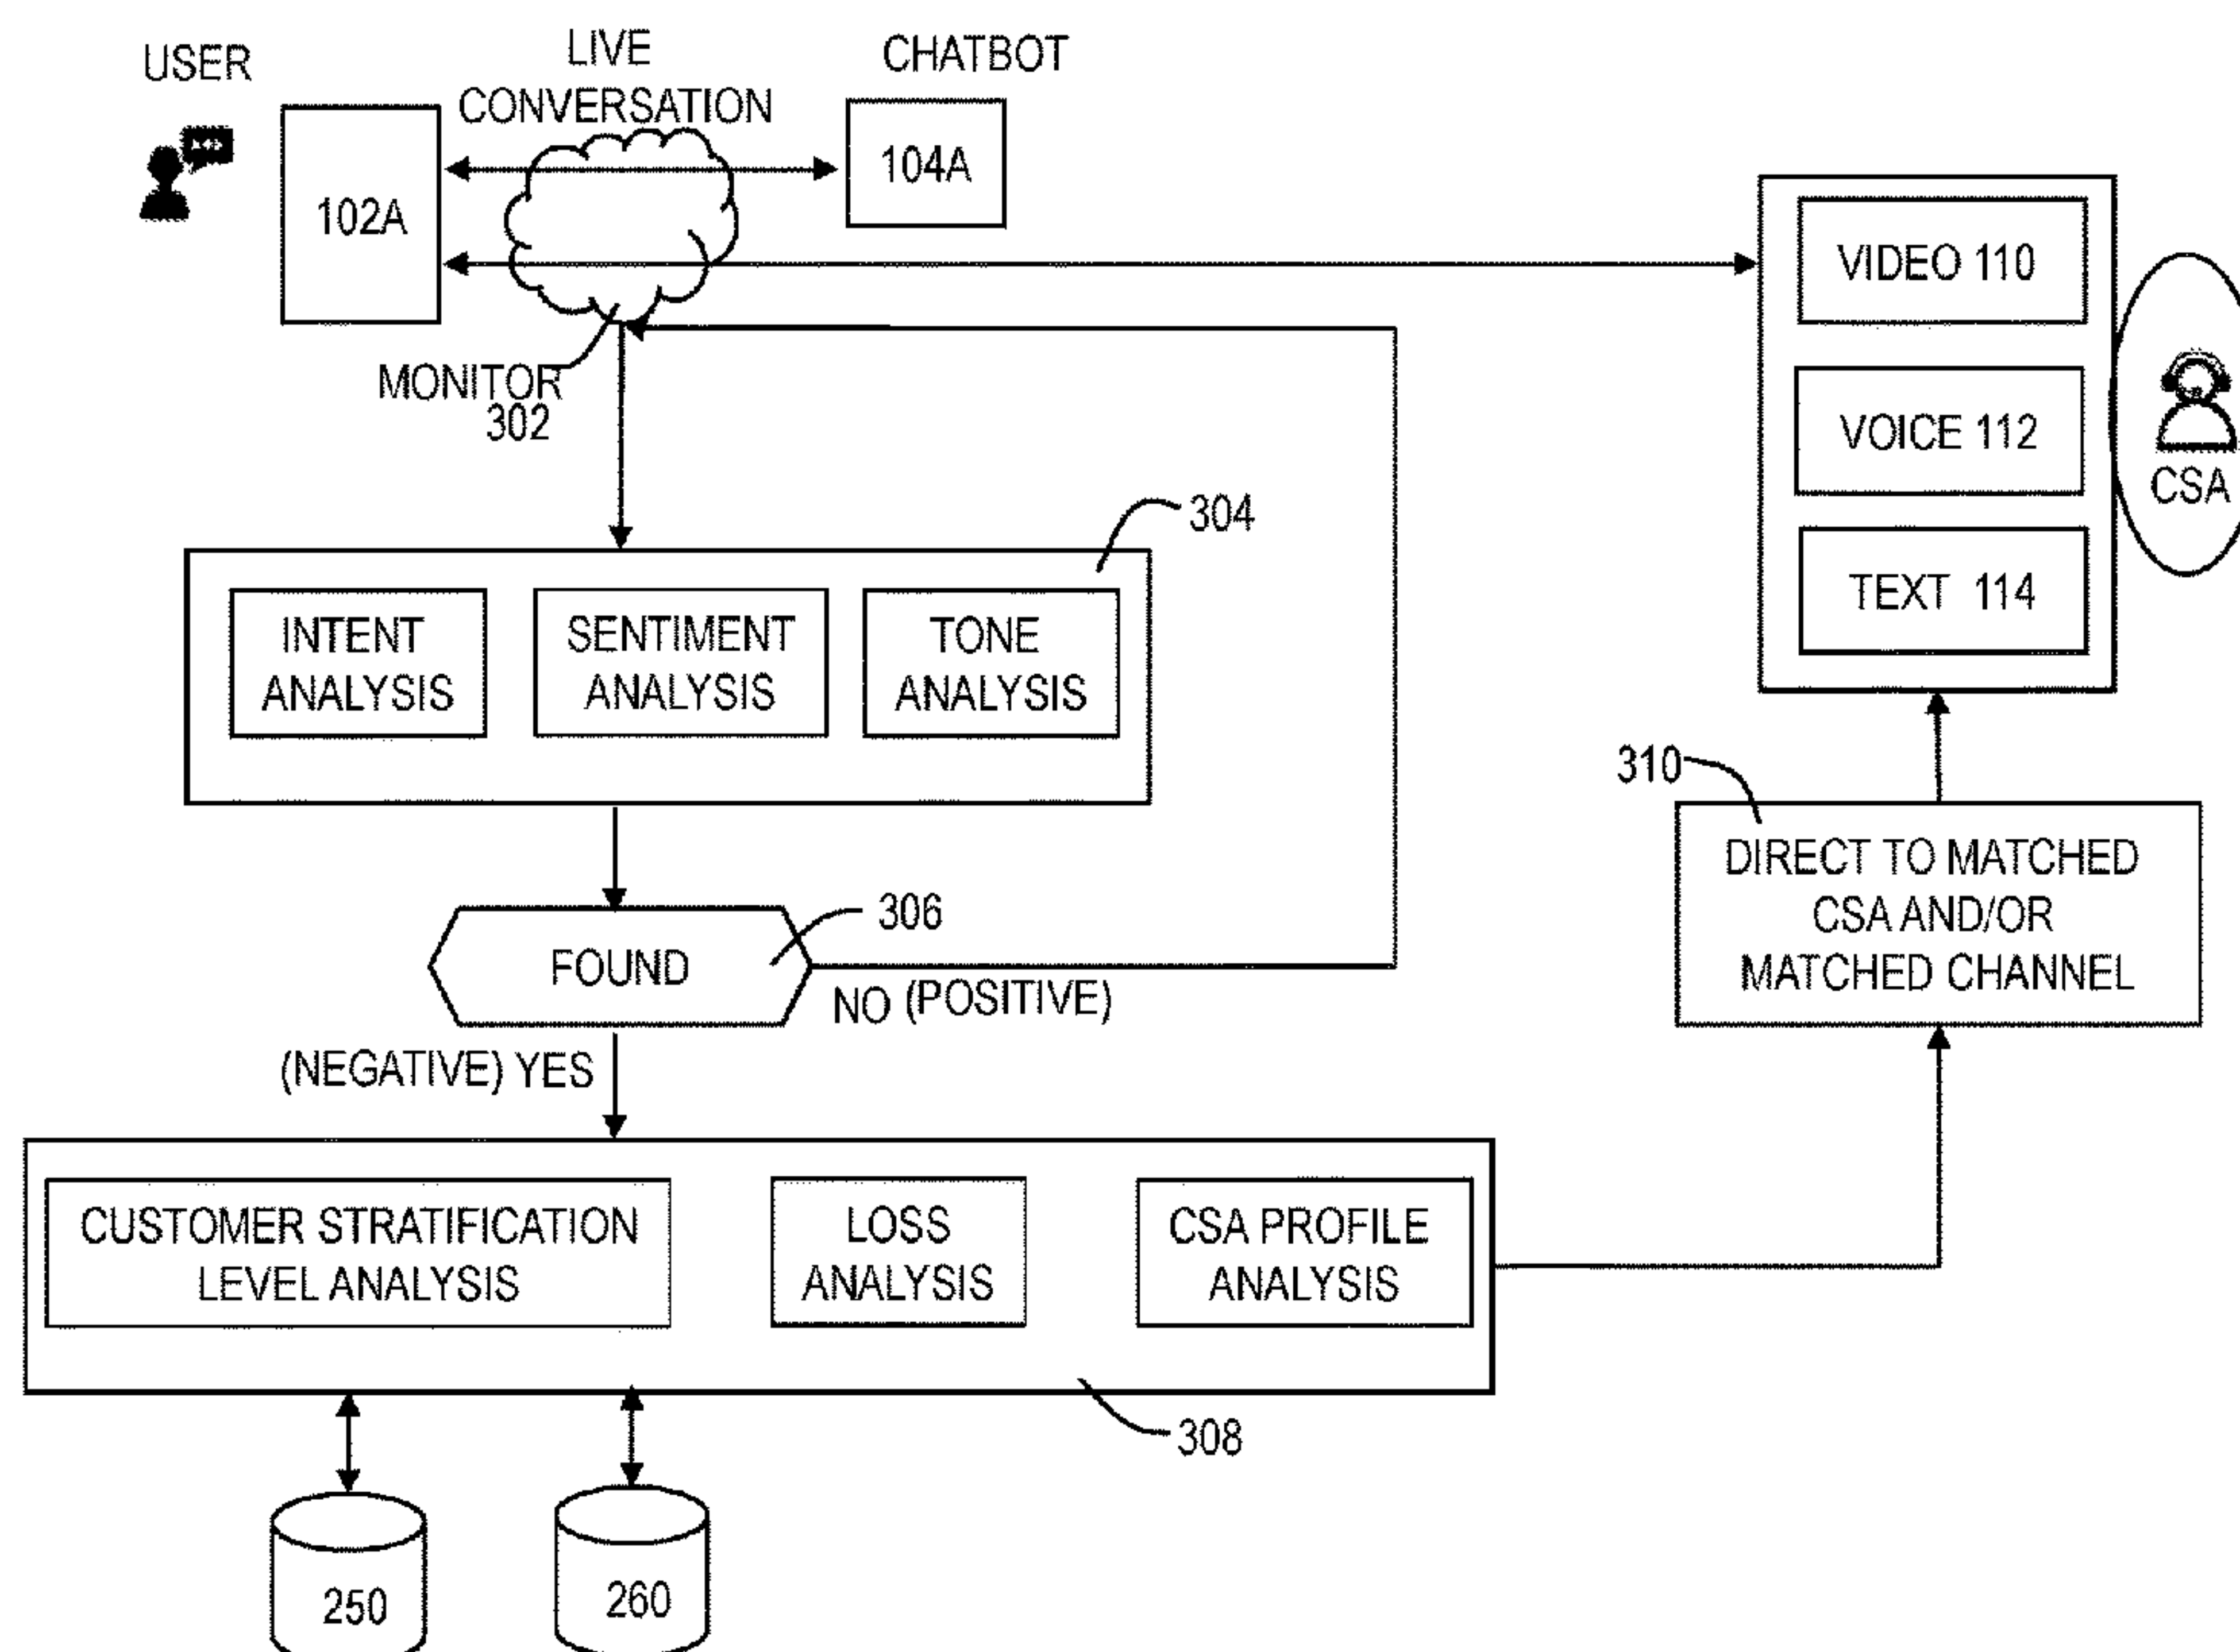 USER
LIVE
CONVERSATION
CHATBOT
102A
104A
MONITOR
302
VIDEO 110
VOICE 112
TEXT 114
CSA
304
INTENT
ANALYSIS
SENTIMENT
ANALYSIS
TONE
ANALYSIS
306
FOUND
NO (POSITIVE)
(NEGATIVE) YES
310
DIRECT TO MATCHED
CSA AND/OR
MATCHED CHANNEL
CUSTOMER STRATIFICATION
LEVEL ANALYSIS
LOSS
ANALYSIS
CSA PROFILE
ANALYSIS
308
250
260